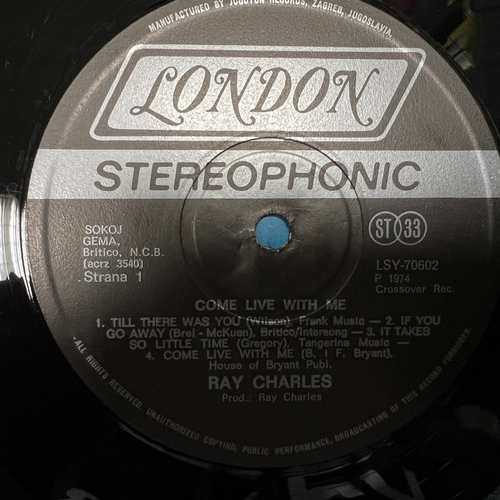 MANUFACTURED BY JUGOTON RECORDS, ZAGREB, JUGOSLAVIA.
LONDON
STEREOPHONIC
SOKOJ
GEMA,
Britico, N.C.B.
(acrz 3540)
Strana 1
ST 33
LSY-70602
P 1974
Crossover Rec.
COME LIVE WITH ME
1. TILL THERE WAS YOU (Wilson), Frank Music — 2. IF YOU
GO AWAY (Brel - McKuen), Britico/Intersong — 3. IT TAKES
SO LITTLE TIME (Gregory), Tangerine Music —
4. COME LIVE WITH ME (B. I F. Bryant),
House of Bryant Publ.
RAY CHARLES
Prod.: Ray Charles
ALL RIGHTS RESERVED. UNAUTHORIZED COPYING, PUBLIC PERFORMANCE, BROADCASTING OF THIS RECORD FORBIDDEN.